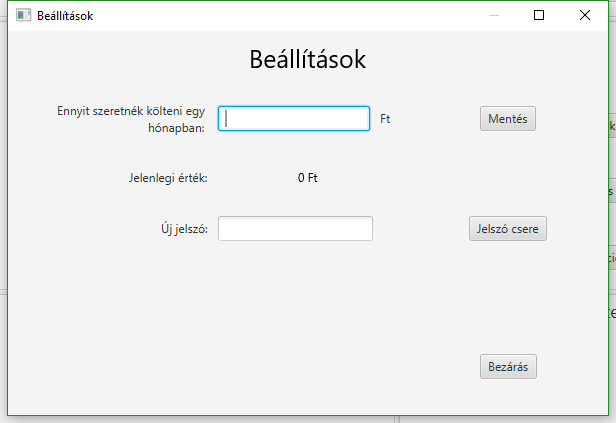 Beállítások
Beállítások
Ennyit szeretnék költeni egy
hónapban:
Ft
Mentés
Jelenlegi érték:
0 Ft
Új jelszó:
Jelszó csere
Bezárás